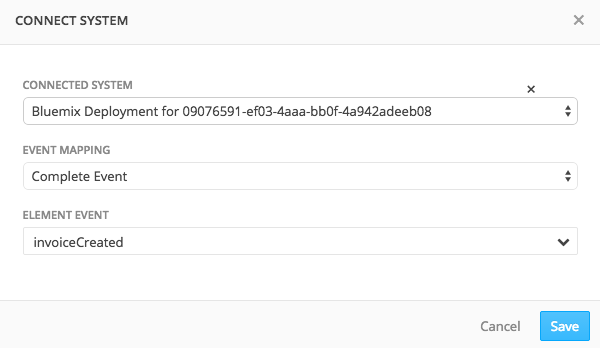 CONNECT SYSTEM ×
CONNECTED SYSTEM
×
Bluemix Deployment for 09076591-ef03-4aaa-bb0f-4a942adeeb08
EVENT MAPPING
Complete Event
ELEMENT EVENT
invoiceCreated
Cancel Save